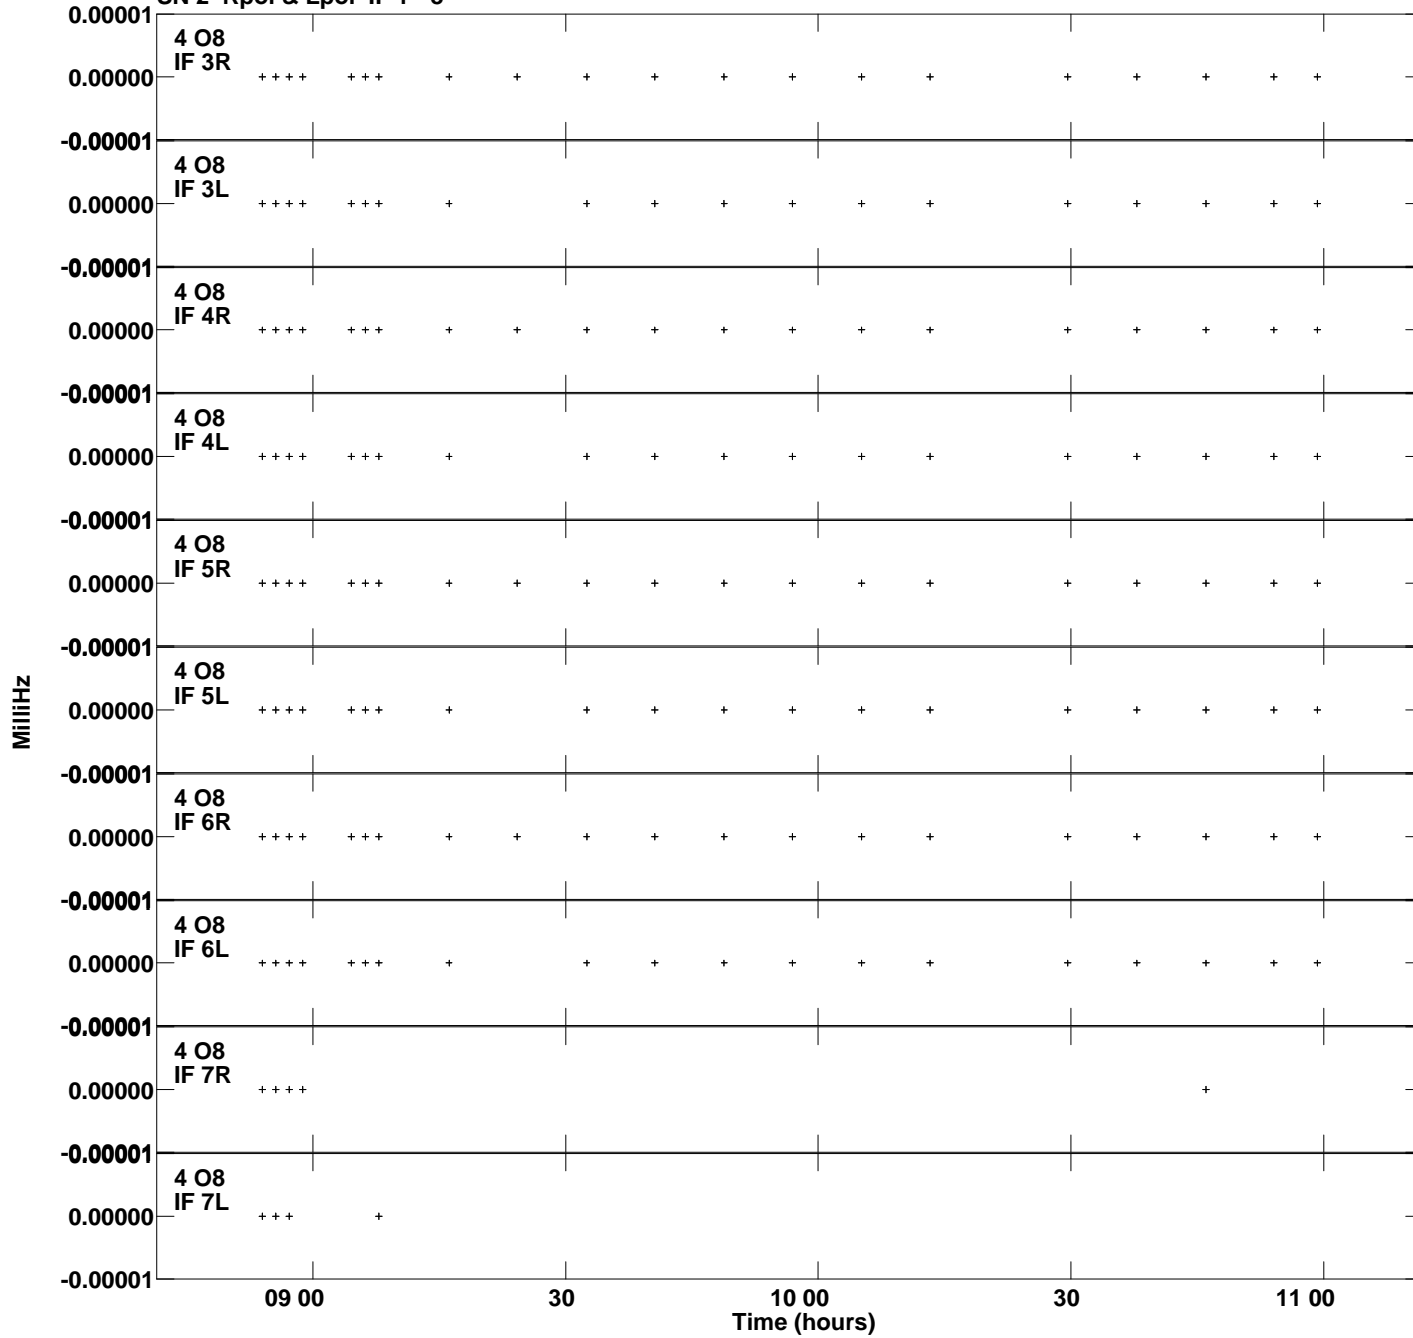 0.00001
4 O8
IF 3R
0.00000
-0.00001
4 O8
IF 3L
0.00000
-0.00001
4 O8
IF 4R
0.00000
-0.00001
4 O8
IF 4L
0.00000
-0.00001
4 O8
IF 5R
0.00000
-0.00001
4 O8
IF 5L
0.00000
-0.00001
4 O8
IF 6R
0.00000
-0.00001
4 O8
IF 6L
0.00000
-0.00001
4 O8
IF 7R
0.00000
-0.00001
4 O8
IF 7L
0.00000
-0.00001
MilliHz
09 00 30 10 00 30 11 00
Time (hours)